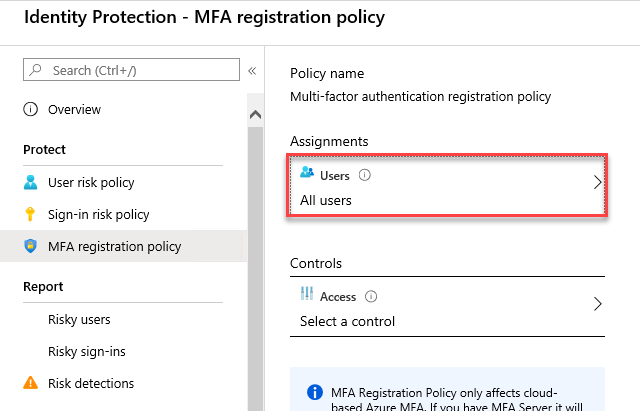 Identity Protection - MFA registration policy
Search (Ctrl+/)
«
Overview
Protect
User risk policy
Sign-in risk policy
MFA registration policy
Report
Risky users
Risky sign-ins
Risk detections
Policy name
Multi-factor authentication registration policy
Assignments
Users
All users
Controls
Access
Select a control
MFA Registration Policy only affects cloud-
based Azure MFA. If you have MFA Server it will